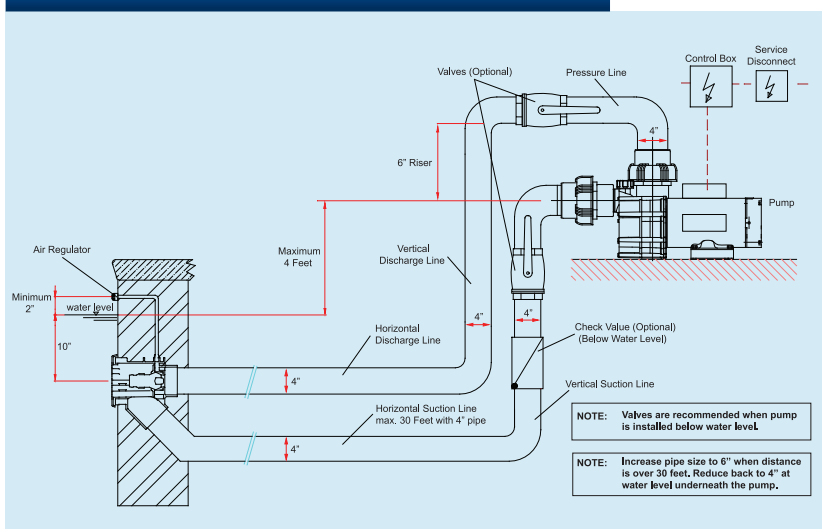 Control Box
Service
Disconnect
Valves (Optional)
Pressure Line
4"
6" Riser
Pump
Air Regulator
Maximum
4 Feet
Vertical
Discharge Line
Minimum
2"
water level
10"
4"
4"
Horizontal
Discharge Line
Check Value (Optional)
(Below Water Level)
4"
Vertical Suction Line
Horizontal Suction Line
max. 30 Feet with 4" pipe
4"
NOTE: Valves are recommended when pump
is installed below water level.
NOTE: Increase pipe size to 6" when distance
is over 30 feet. Reduce back to 4" at
water level underneath the pump.